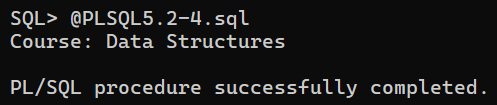 SQL> @PLSQL5.2-4.sql
Course: Data Structures
PL/SQL procedure successfully completed.